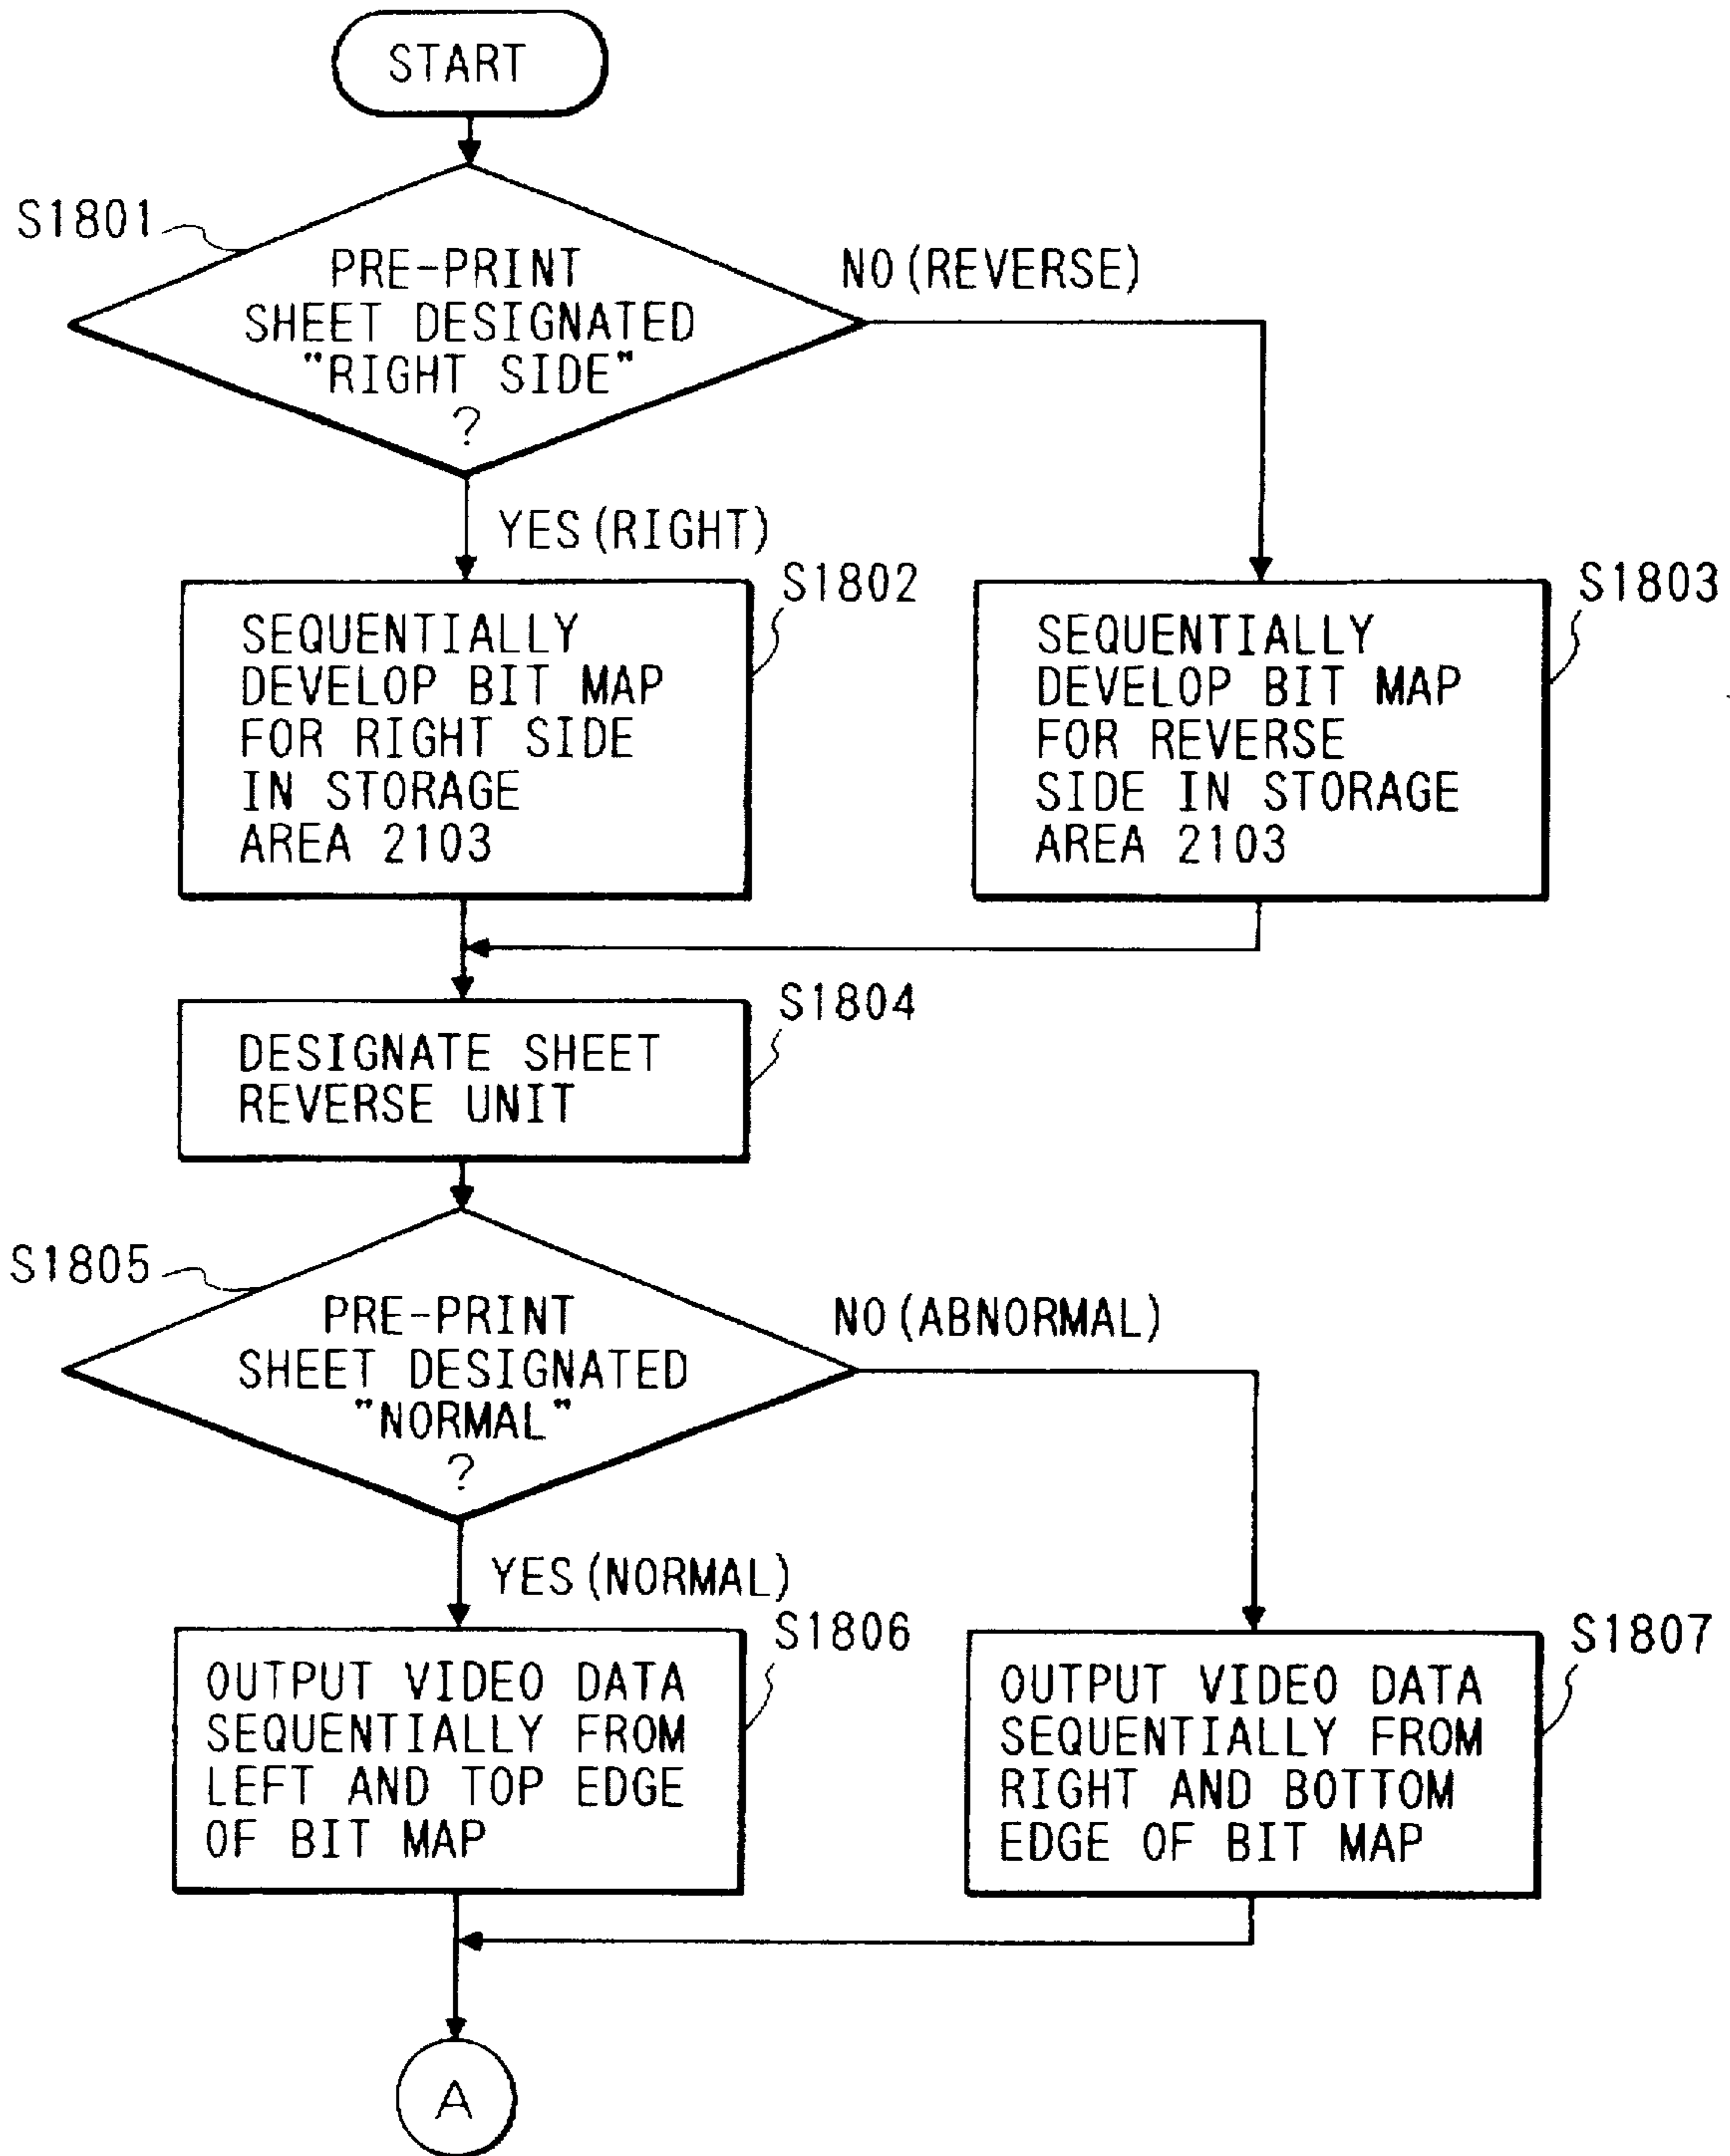 START
S1801
PRE-PRINT
SHEET DESIGNATED
"RIGHT SIDE"
?
NO (REVERSE)
YES (RIGHT)
S1802
SEQUENTIALLY
DEVELOP BIT MAP
FOR RIGHT SIDE
IN STORAGE
AREA 2103
S1803
SEQUENTIALLY
DEVELOP BIT MAP
FOR REVERSE
SIDE IN STORAGE
AREA 2103
S1804
DESIGNATE SHEET
REVERSE UNIT
S1805
PRE-PRINT
SHEET DESIGNATED
"NORMAL"
?
NO (ABNORMAL)
YES (NORMAL)
S1806
OUTPUT VIDEO DATA
SEQUENTIALLY FROM
LEFT AND TOP EDGE
OF BIT MAP
S1807
OUTPUT VIDEO DATA
SEQUENTIALLY FROM
RIGHT AND BOTTOM
EDGE OF BIT MAP
A